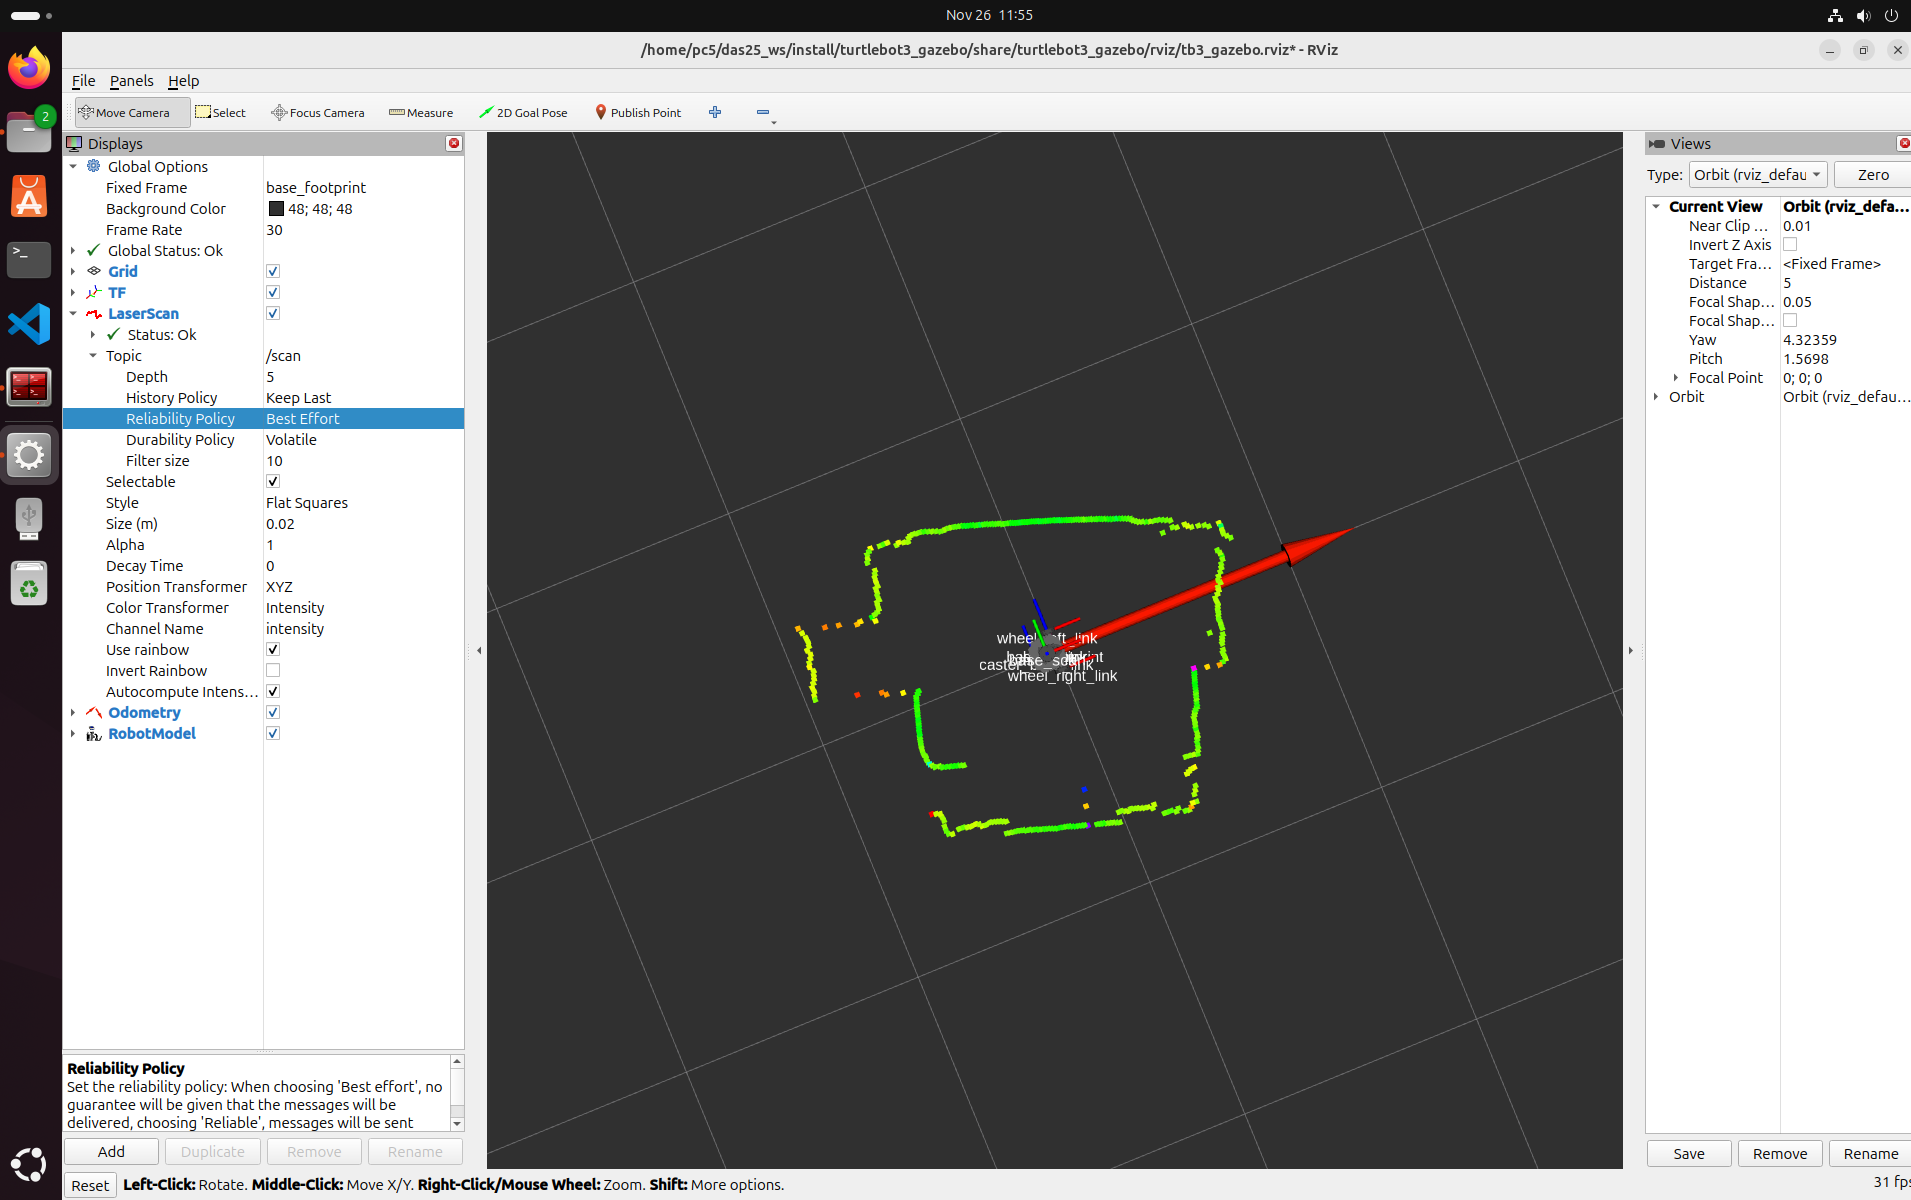 Nov 26 11:55
/home/pc5/das25_ws/install/turtlebot3_gazebo/share/turtlebot3_gazebo/rviz/tb3_gazebo.rviz* - RViz
File Panels Help
Move Camera Select Focus Camera Measure 2D Goal Pose Publish Point
2
Displays
Global Options
Fixed Frame base_footprint
Background Color 48; 48; 48
Frame Rate 30
Global Status: Ok
Grid
TF
LaserScan
Status: Ok
Topic /scan
Depth 5
History Policy Keep Last
Reliability Policy Best Effort
Durability Policy Volatile
Filter size 10
Selectable
Style Flat Squares
Size (m) 0.02
Alpha 1
Decay Time 0
Position Transformer XYZ
Color Transformer Intensity
Channel Name intensity
Use rainbow
Invert Rainbow
Autocompute Intens...
Odometry
RobotModel
Reliability Policy
Set the reliability policy: When choosing 'Best effort', no
guarantee will be given that the messages will be
delivered, choosing 'Reliable', messages will be sent
Add Duplicate Remove Rename
wheel_left_link
wheel_right_link
Views
Type: Orbit (rviz_defau Zero
Current View Orbit (rviz_defa...
Near Clip ... 0.01
Invert Z Axis
Target Fra... <Fixed Frame>
Distance 5
Focal Shap... 0.05
Focal Shap...
Yaw 4.32359
Pitch 1.5698
Focal Point 0; 0; 0
Orbit Orbit (rviz_defau...
Save Remove Rename
Reset Left-Click: Rotate. Middle-Click: Move X/Y. Right-Click/Mouse Wheel: Zoom. Shift: More options.
31 fps